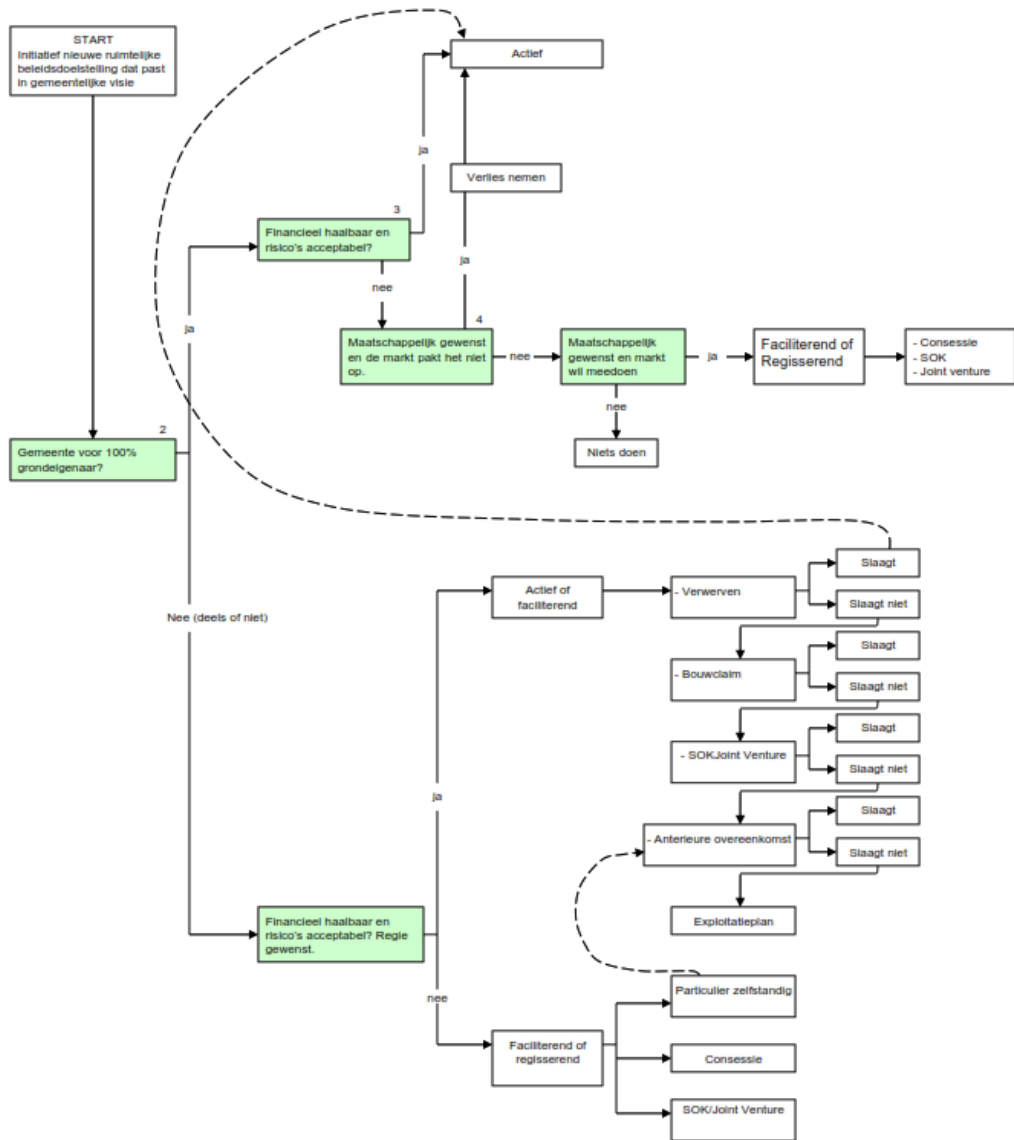 START
Initiatief nieuwe ruimtelijke
beleidsdoelstelling dat past
in gemeentelijke visie
Actief
ja
Verlies nemen
3
Financieel haalbaar en
risico's acceptabel?
ja
nee
ja
4
Maatschappelijk gewenst
en de markt pakt het niet
op.
nee
Maatschappelijk
gewenst en markt
wil meedoen
ja
Faciliterend of
Regisserend
- Consessie
- SOK
- Joint venture
nee
Niets doen
2
Gemeente voor 100%
grondeigenaar?
Nee (deels of niet)
Actief of
faciliterend
- Verwerven
Slaagt
Slaagt niet
- Bouwclaim
Slaagt
Slaagt niet
- SOKJoint Venture
Slaagt
Slaagt niet
ja
- Anterieure overeenkomst
Slaagt
Slaagt niet
Exploitatieplan
Financieel haalbaar en
risico's acceptabel? Regie
gewenst.
nee
Particulier zelfstandig
Faciliterend of
regisserend
Consessie
SOK/Joint Venture